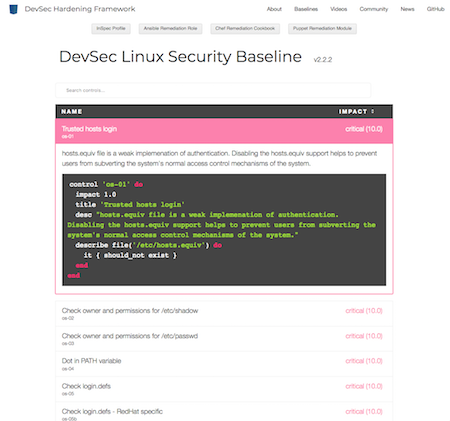 DevSec Hardening Framework
About Baselines Videos Community News GitHub
InSpec Profile Ansible Remediation Role Chef Remediation Cookbook Puppet Remediation Module
DevSec Linux Security Baseline v2.2.2
Search controls...
NAME IMPACT
Trusted hosts login critical (10.0)
os-01
hosts.equiv file is a weak implemenation of authentication. Disabling the hosts.equiv support helps to prevent
users from subverting the system's normal access control mechanisms of the system.
control 'os-01' do
impact 1.0
title 'Trusted hosts login'
desc "hosts.equiv file is a weak implemenation of authentication.
Disabling the hosts.equiv support helps to prevent users from subverting the
system's normal access control mechanisms of the system."
describe file('/etc/hosts.equiv') do
it { should_not exist }
end
end
Check owner and permissions for /etc/shadow critical (10.0)
os-02
Check owner and permissions for /etc/passwd critical (10.0)
os-03
Dot in PATH variable critical (10.0)
os-04
Check login.defs critical (10.0)
os-05
Check login.defs - RedHat specific critical (10.0)
os-05b